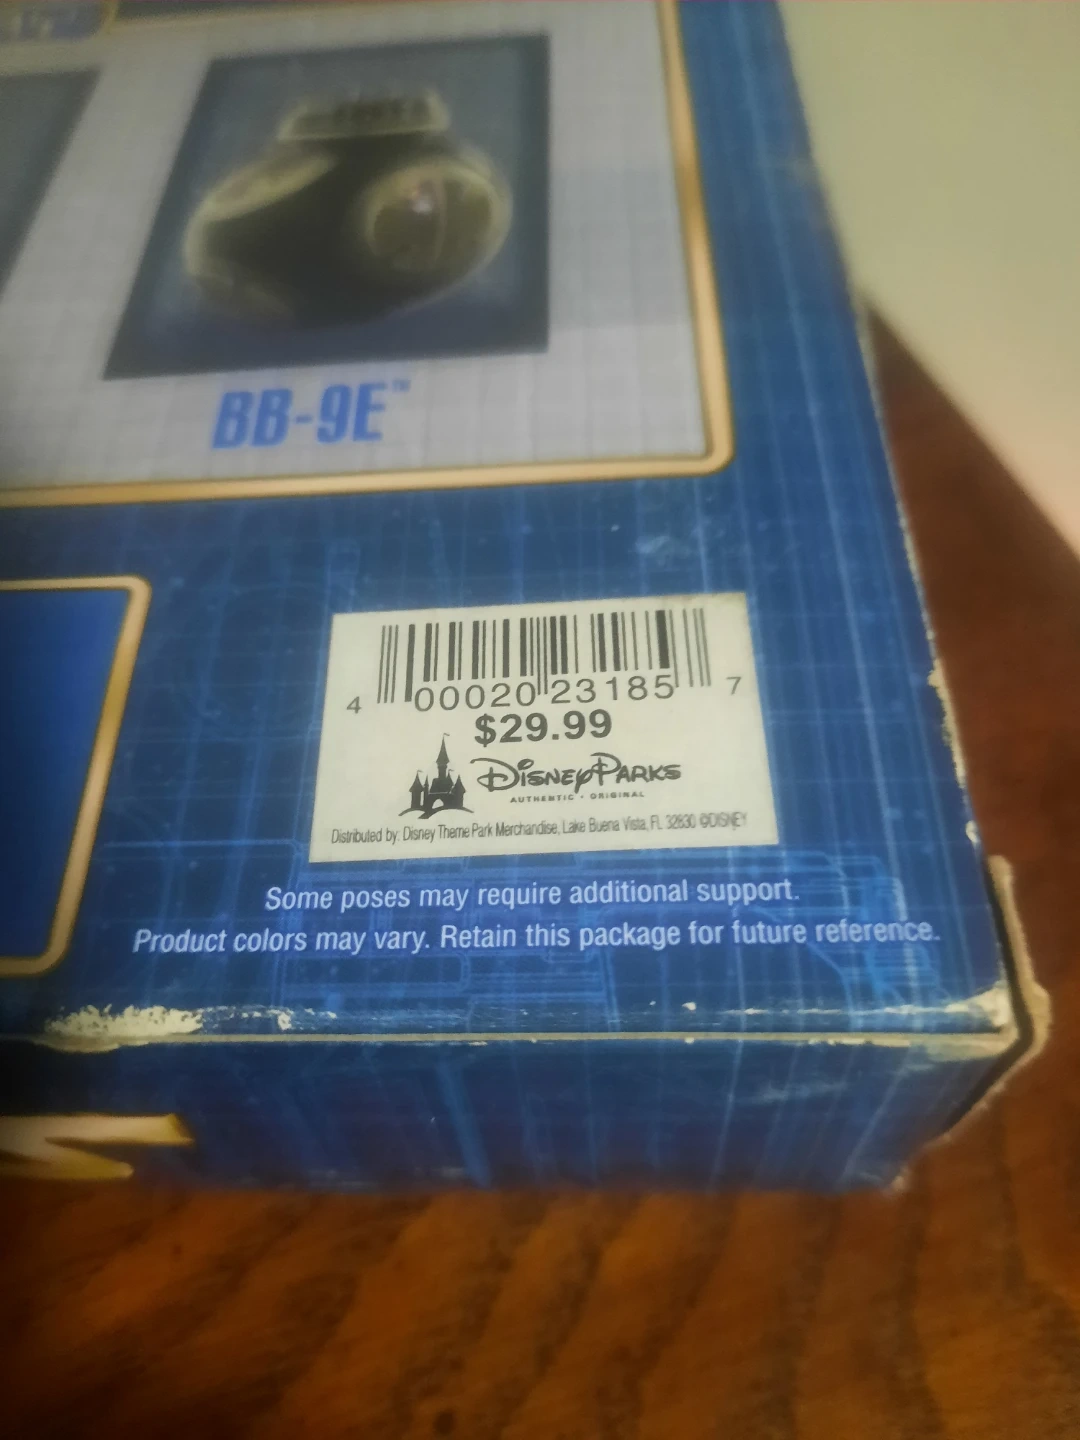 BB-9E™
4 00020 23185 7
$29.99
Disney Parks
AUTHENTIC • ORIGINAL
Distributed by: Disney Theme Park Merchandise, Lake Buena Vista, FL 32830 ©DISNEY
Some poses may require additional support.
Product colors may vary. Retain this package for future reference.